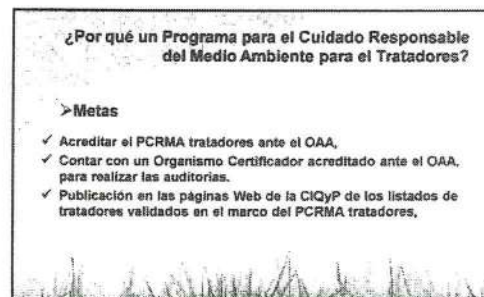 ¿Por qué un Programa para el Cuidado Responsable
del Medio Ambiente para el Tratadores?
➢Metas
✓ Acreditar el PCRMA tratadores ante el OAA,
✓ Contar con un Organismo Certificador acreditado ante el OAA,
para realizar las auditorias.
✓ Publicación en las páginas Web de la CIQyP de los listados de
tratadores validados en el marco del PCRMA tratadores,